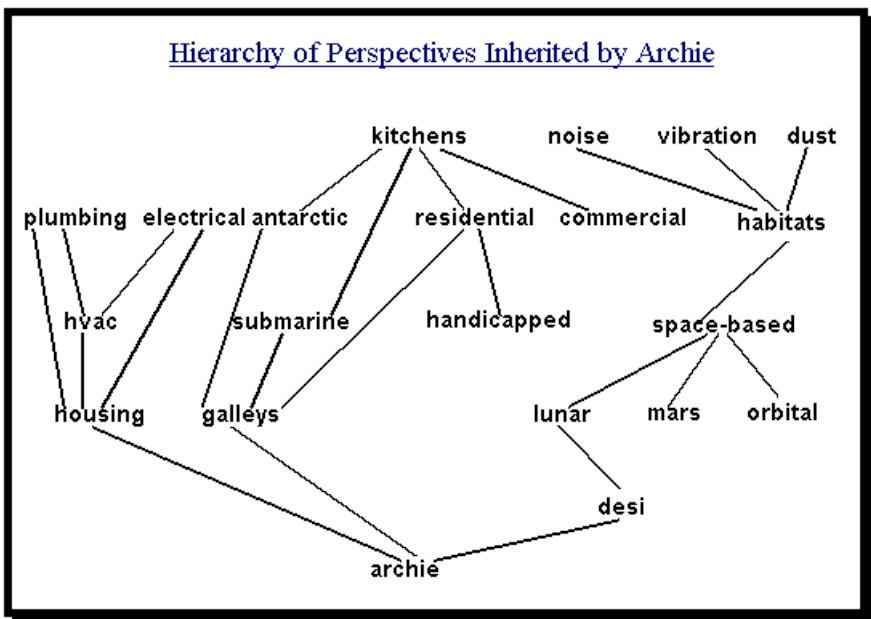 Hierarchy of Perspectives Inherited by Archie
kitchens noise vibration dust
plumbing electrical antarctic residential commercial habitats
hvac submarine handicapped space-based
housing galleys lunar mars orbital
desi
archie